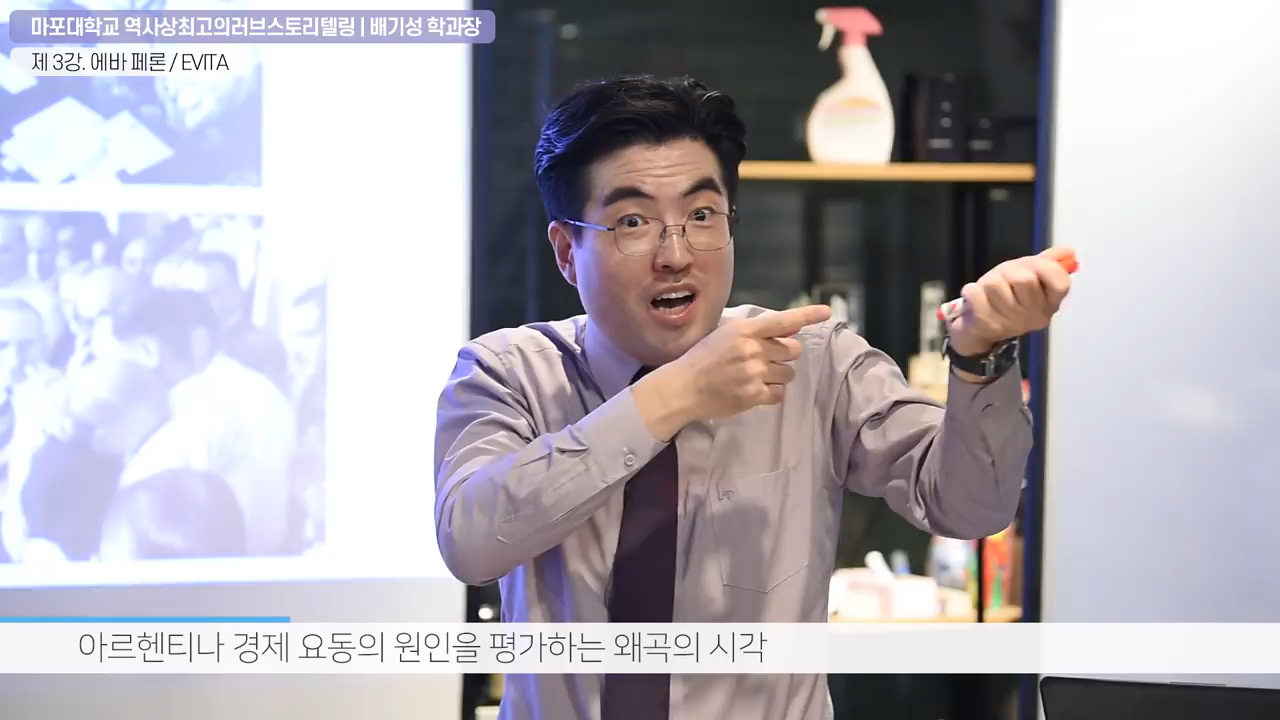 마포대학교 역사상최고의러브스토리텔링 | 배기성 학과장
제 3강. 에바 페론 / EVITA
아르헨티나 경제 요동의 원인을 평가하는 왜곡의 시각